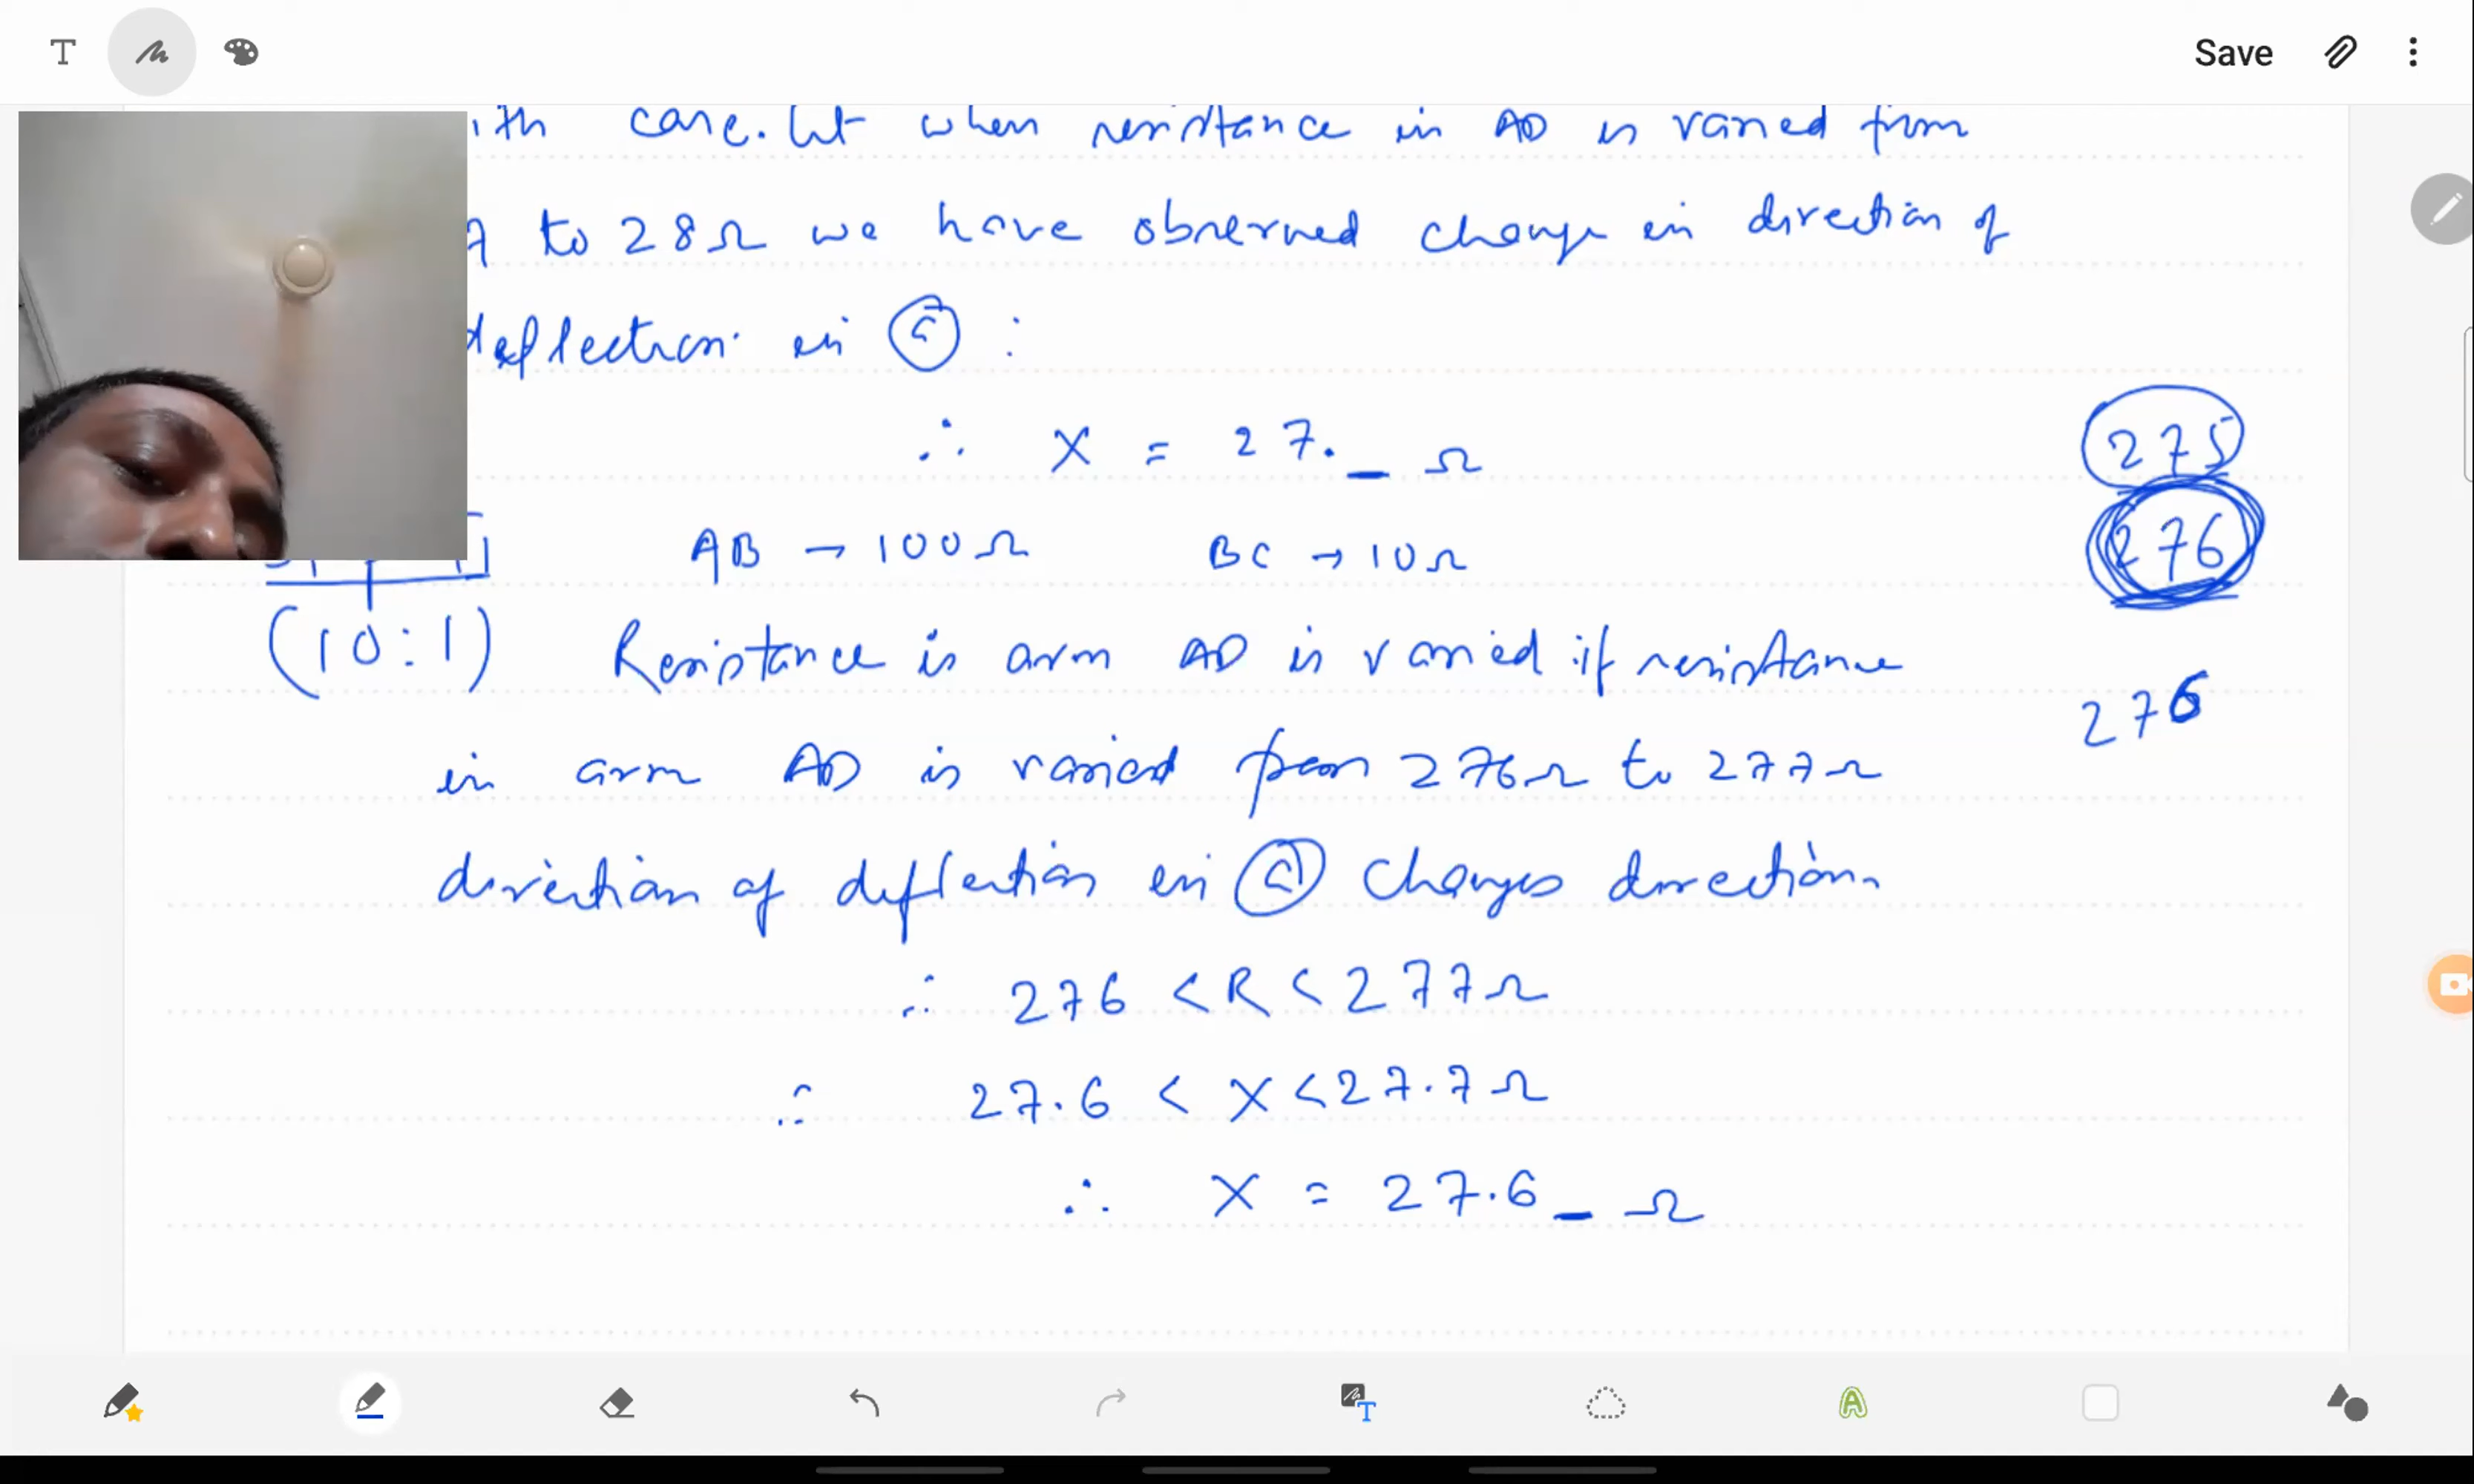 T Save
ith care. let when resistance in AD is varied from
7 to 28Ω we have observed change in direction of
deflection in G :
∴ X = 27._ Ω
275
AB → 100Ω BC → 10Ω
276
(10:1) Resistance is arm AD is varied if resistance
276
in arm AD is varied from 276Ω to 277Ω
direction of deflection in G changes direction.
∴ 276 < R < 277Ω
∴ 27.6 < X < 27.7Ω
∴ X = 27.6_ Ω
T A